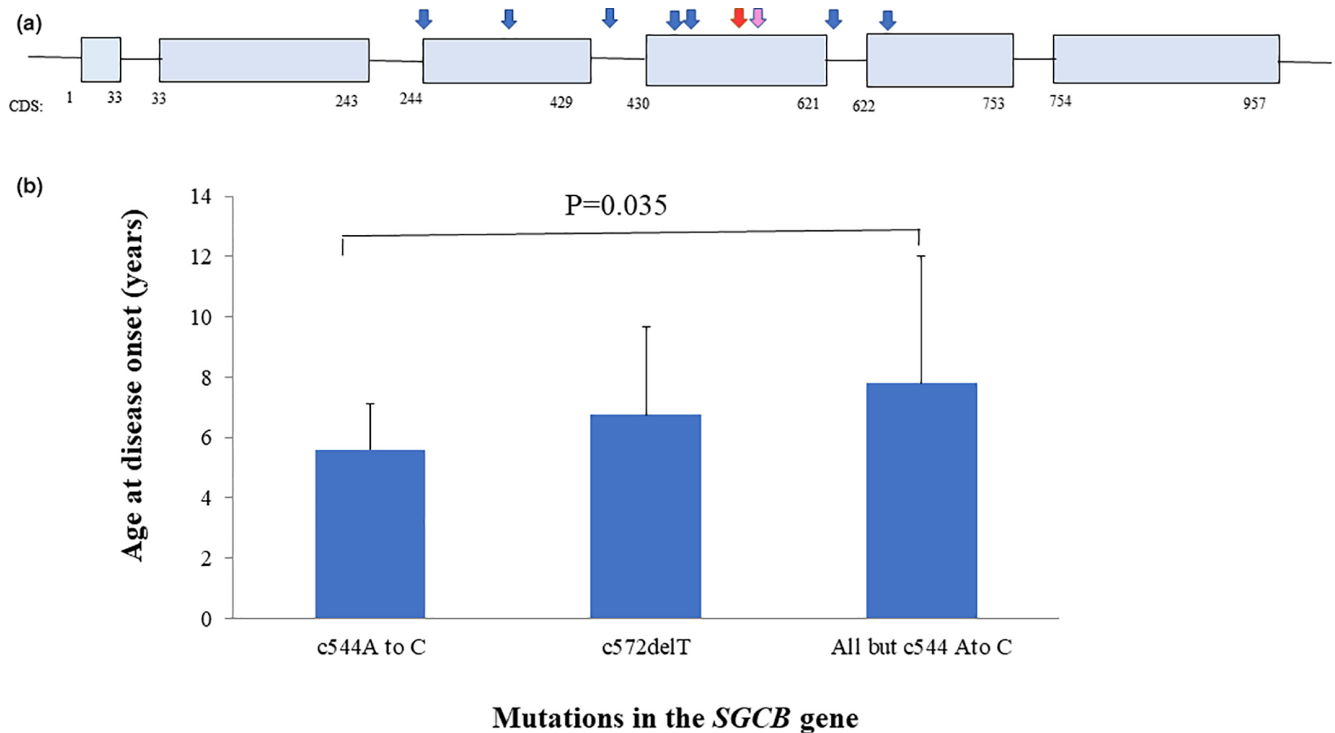 (a)
CDS: 1 33 33 243 244 429 430 621 622 753 754 957
(b)
P=0.035
Age at disease onset (years)
14
12
10
8
6
4
2
0
c544A to C c572delT All but c544 Ato C
Mutations in the SGCB gene